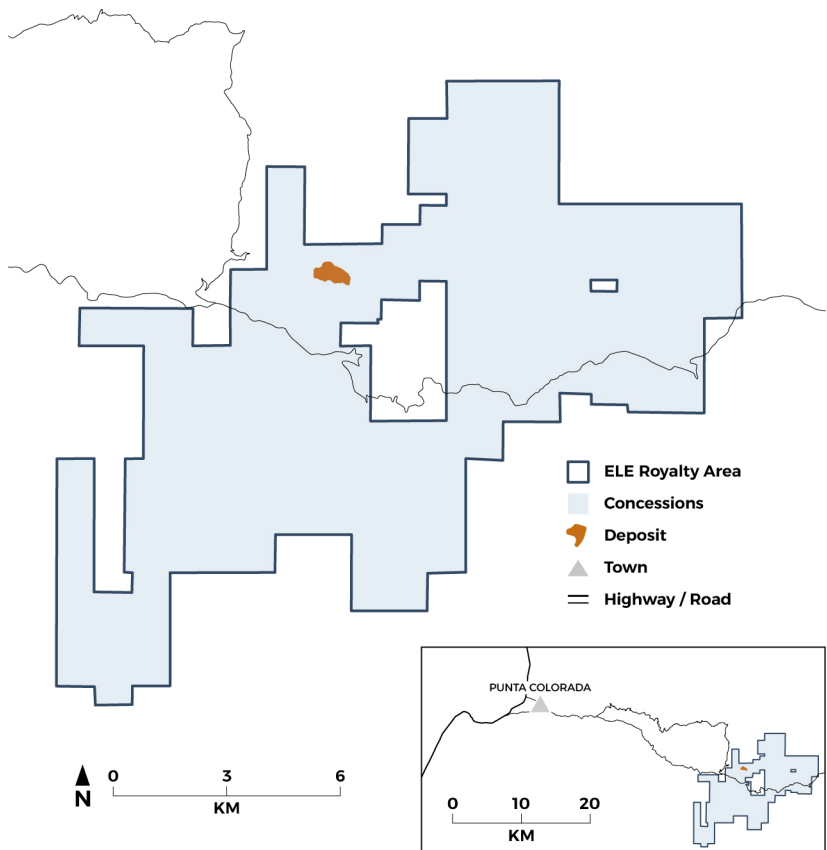 ELE Royalty Area
Concessions
Deposit
Town
Highway / Road
PUNTA COLORADA
0 3 6
KM
N
0 10 20
KM